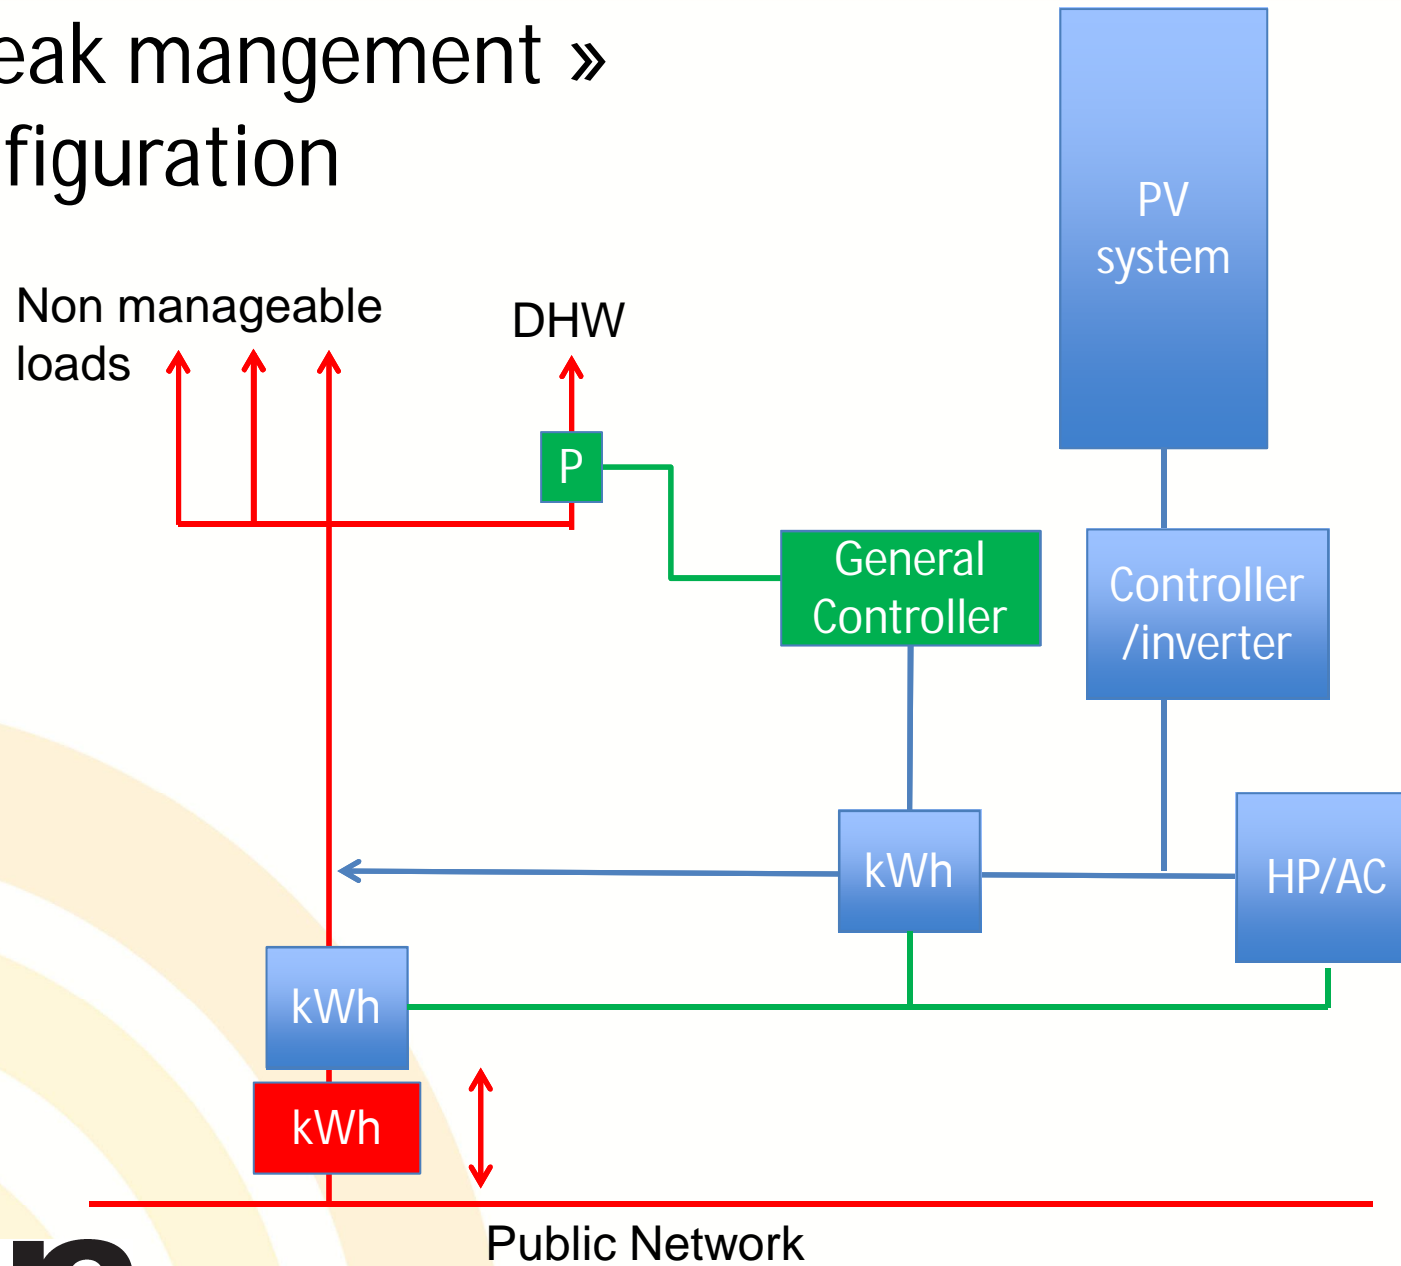 eak mangement »
figuration
PV
system
Non manageable
loads
DHW
P
General
Controller
Controller
/inverter
kWh
HP/AC
kWh
kWh
Public Network